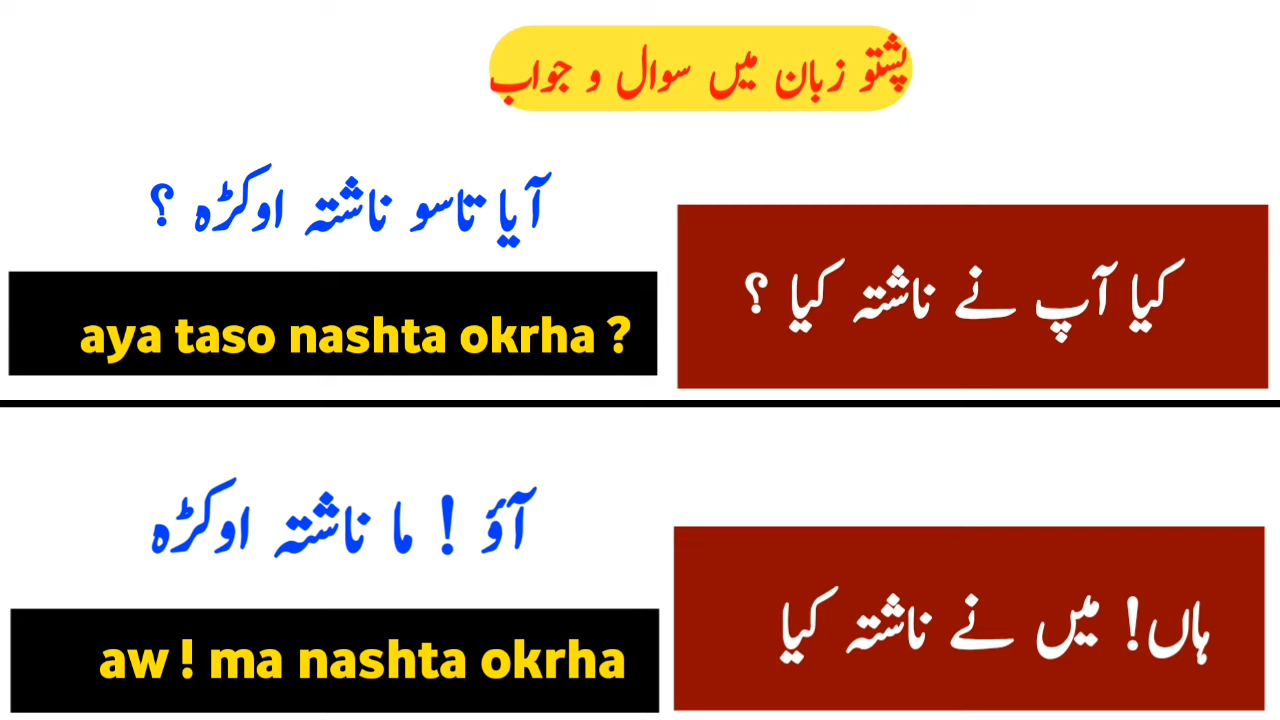 پشتو زبان میں سوال و جواب
آیا تاسو ناشتہ اوکڑہ ؟
aya taso nashta okrha ?
کیا آپ نے ناشتہ کیا ؟
آؤ ! ما ناشتہ اوکڑہ
aw ! ma nashta okrha
ہاں! میں نے ناشتہ کیا